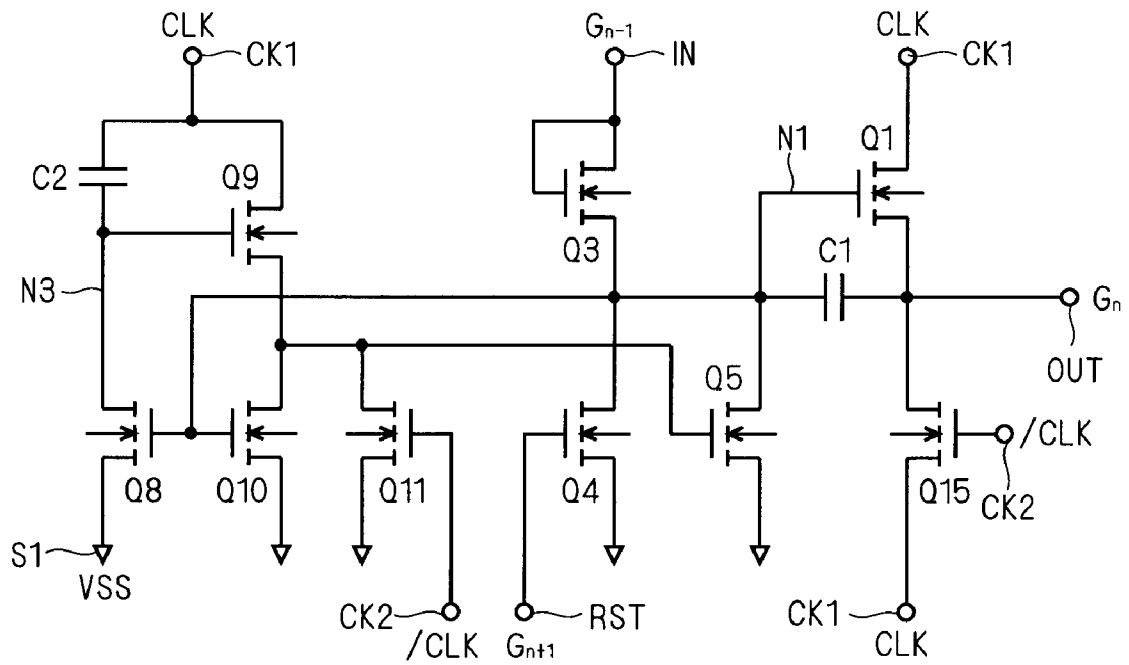 CLK
CK1
Gn-1
IN
CLK
CK1
C2
Q9
N1
Q1
Q3
C1
N3
Gn
OUT
Q5
/CLK
Q8
Q10
Q11
Q4
Q15
CK2
S1
VSS
CK2
/CLK
RST
Gn+1
CK1
CLK